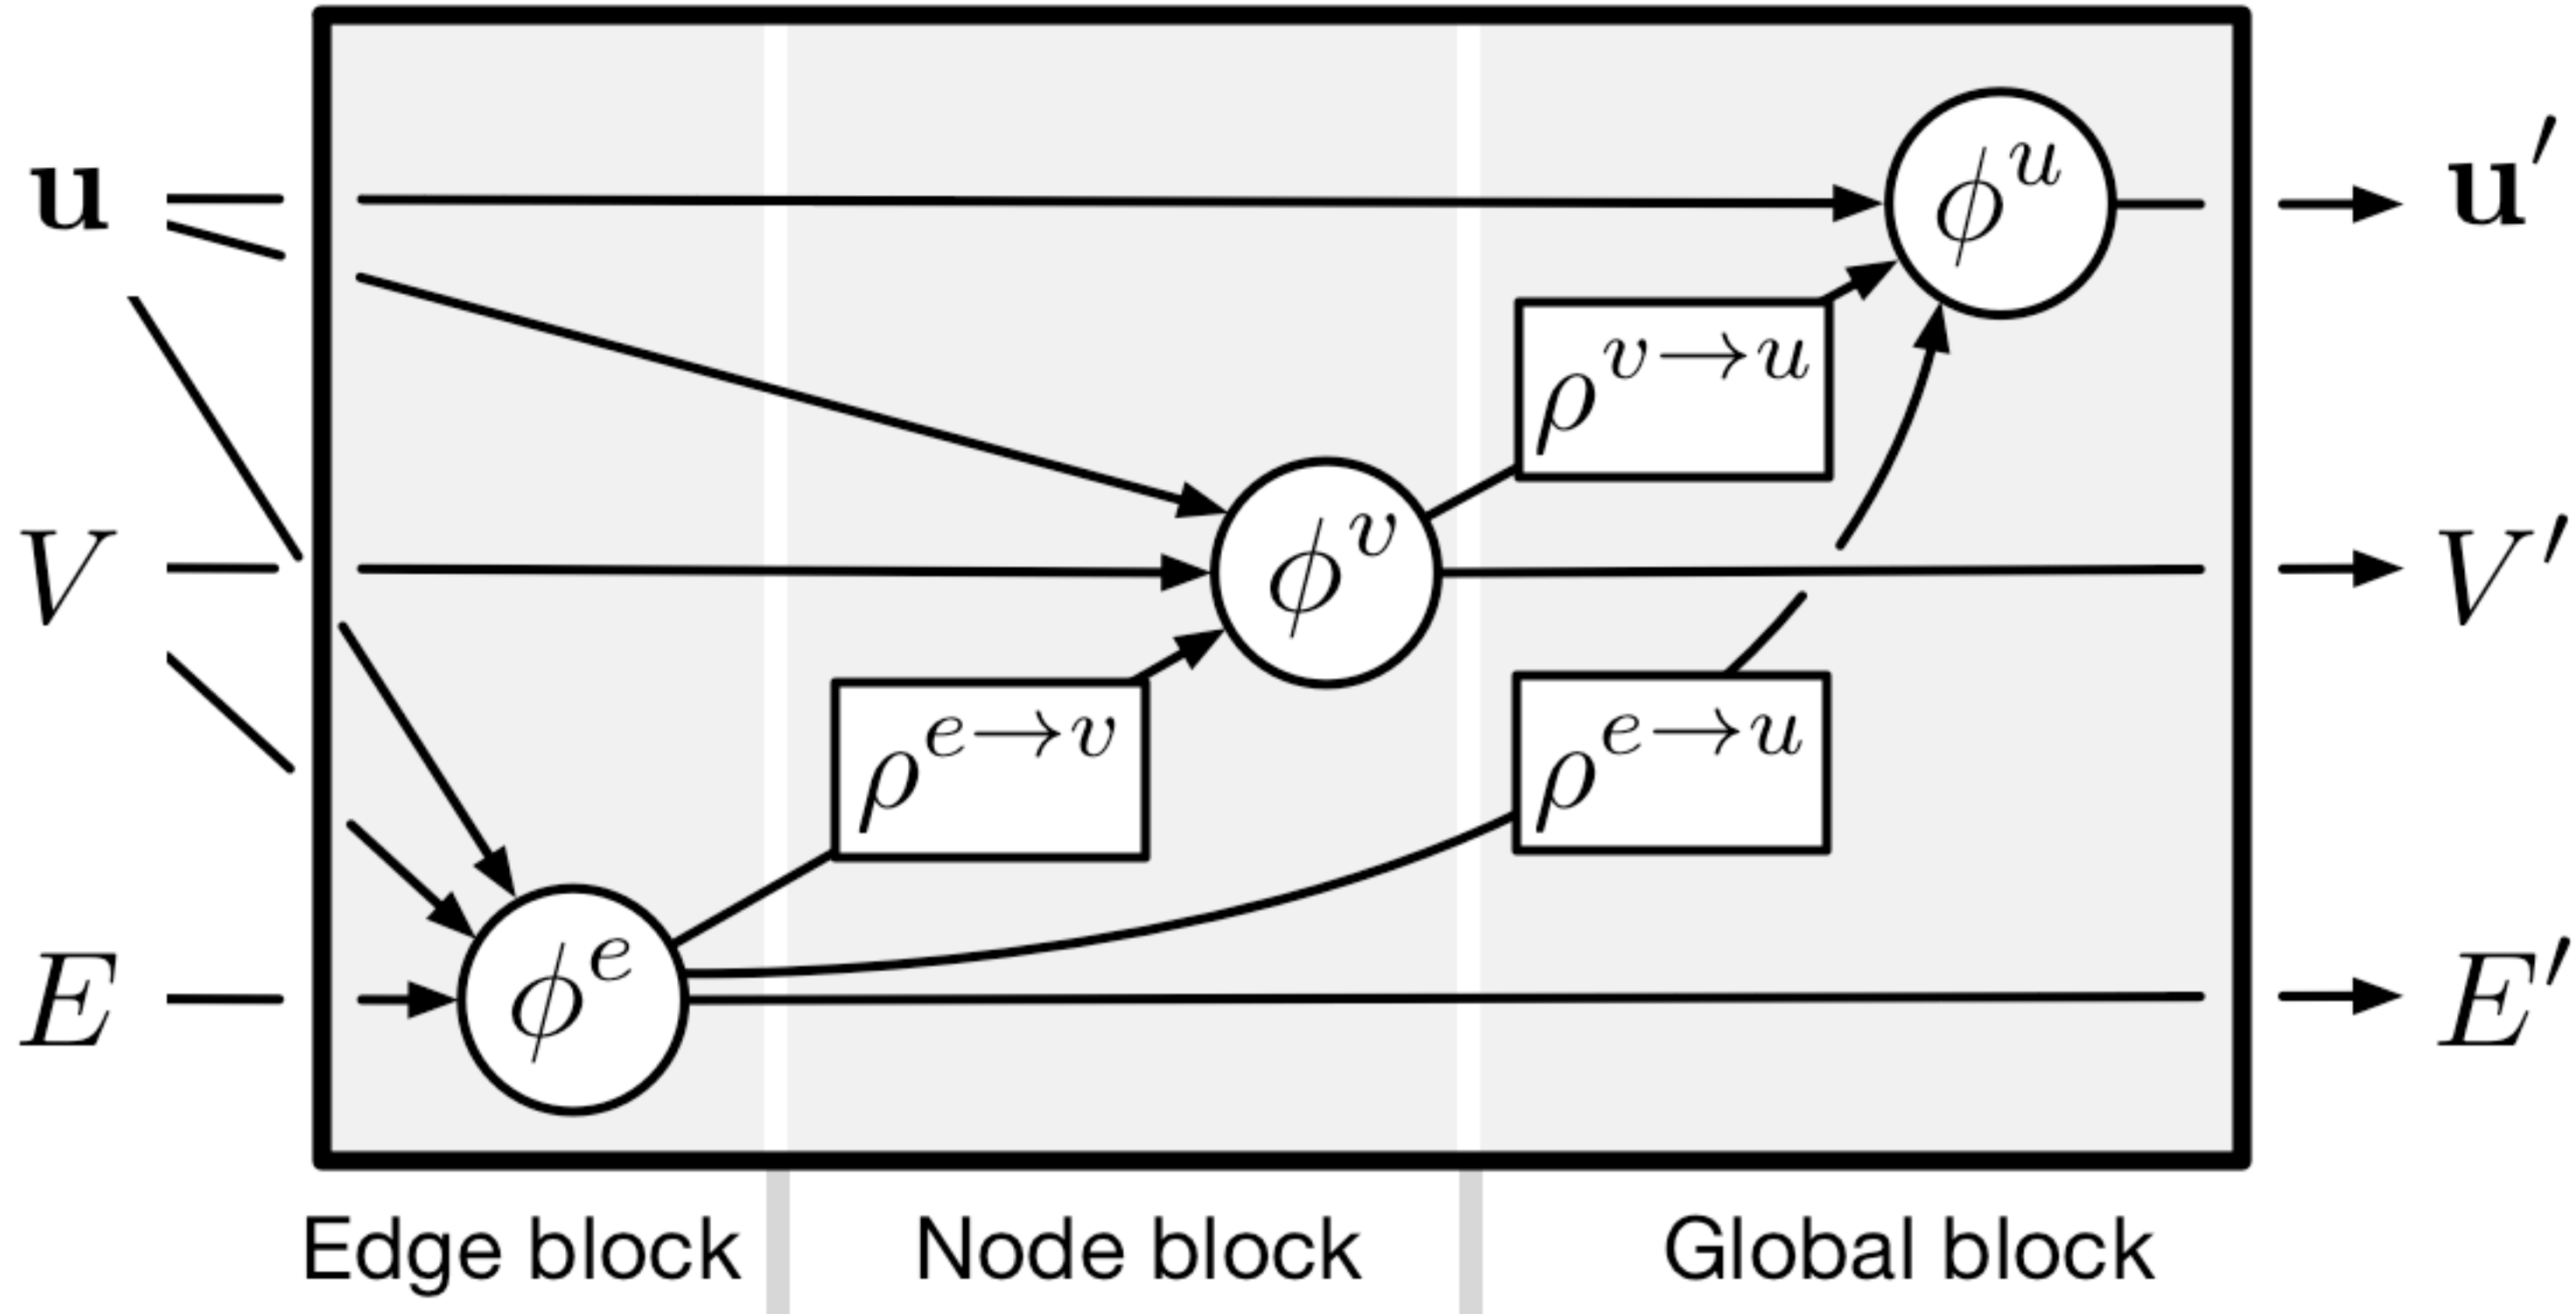 u
V
E
ϕ^u
ρ^{v→u}
ϕ^v
ρ^{e→v}
ρ^{e→u}
ϕ^e
u′
V′
E′
Edge block
Node block
Global block